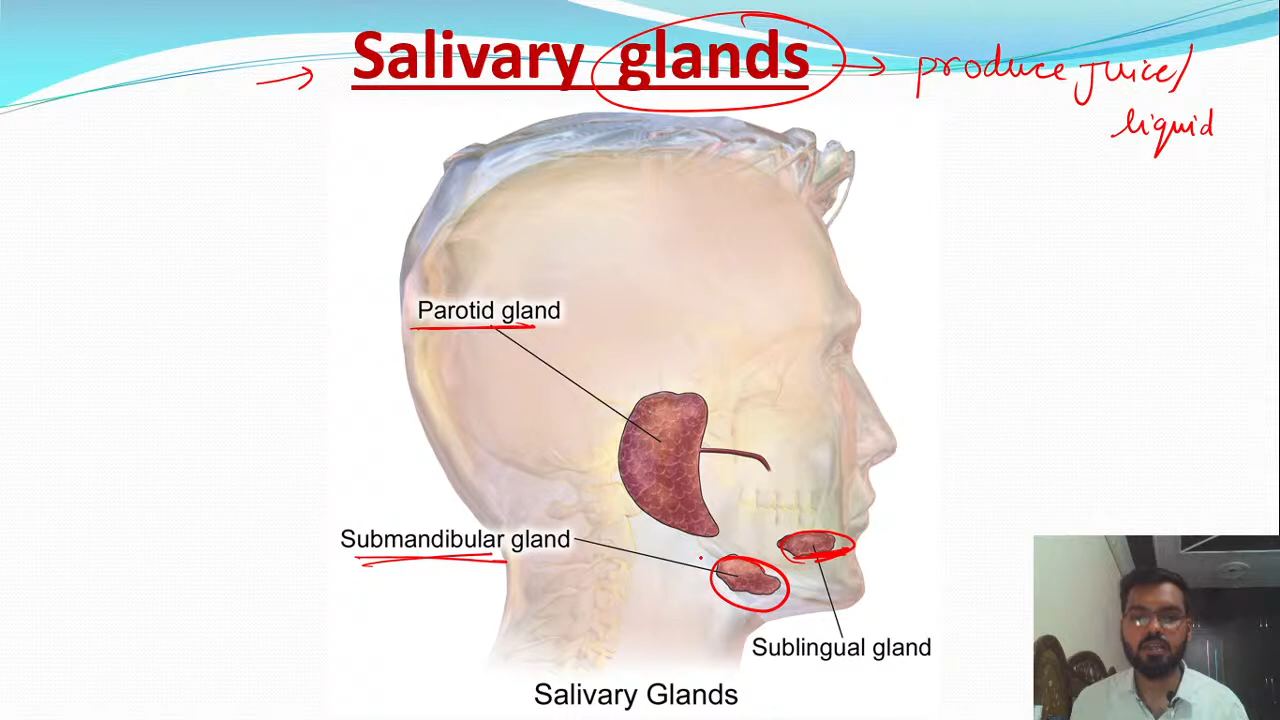 Salivary glands → produce juice/
liquid
Parotid gland
Submandibular gland
Sublingual gland
Salivary Glands